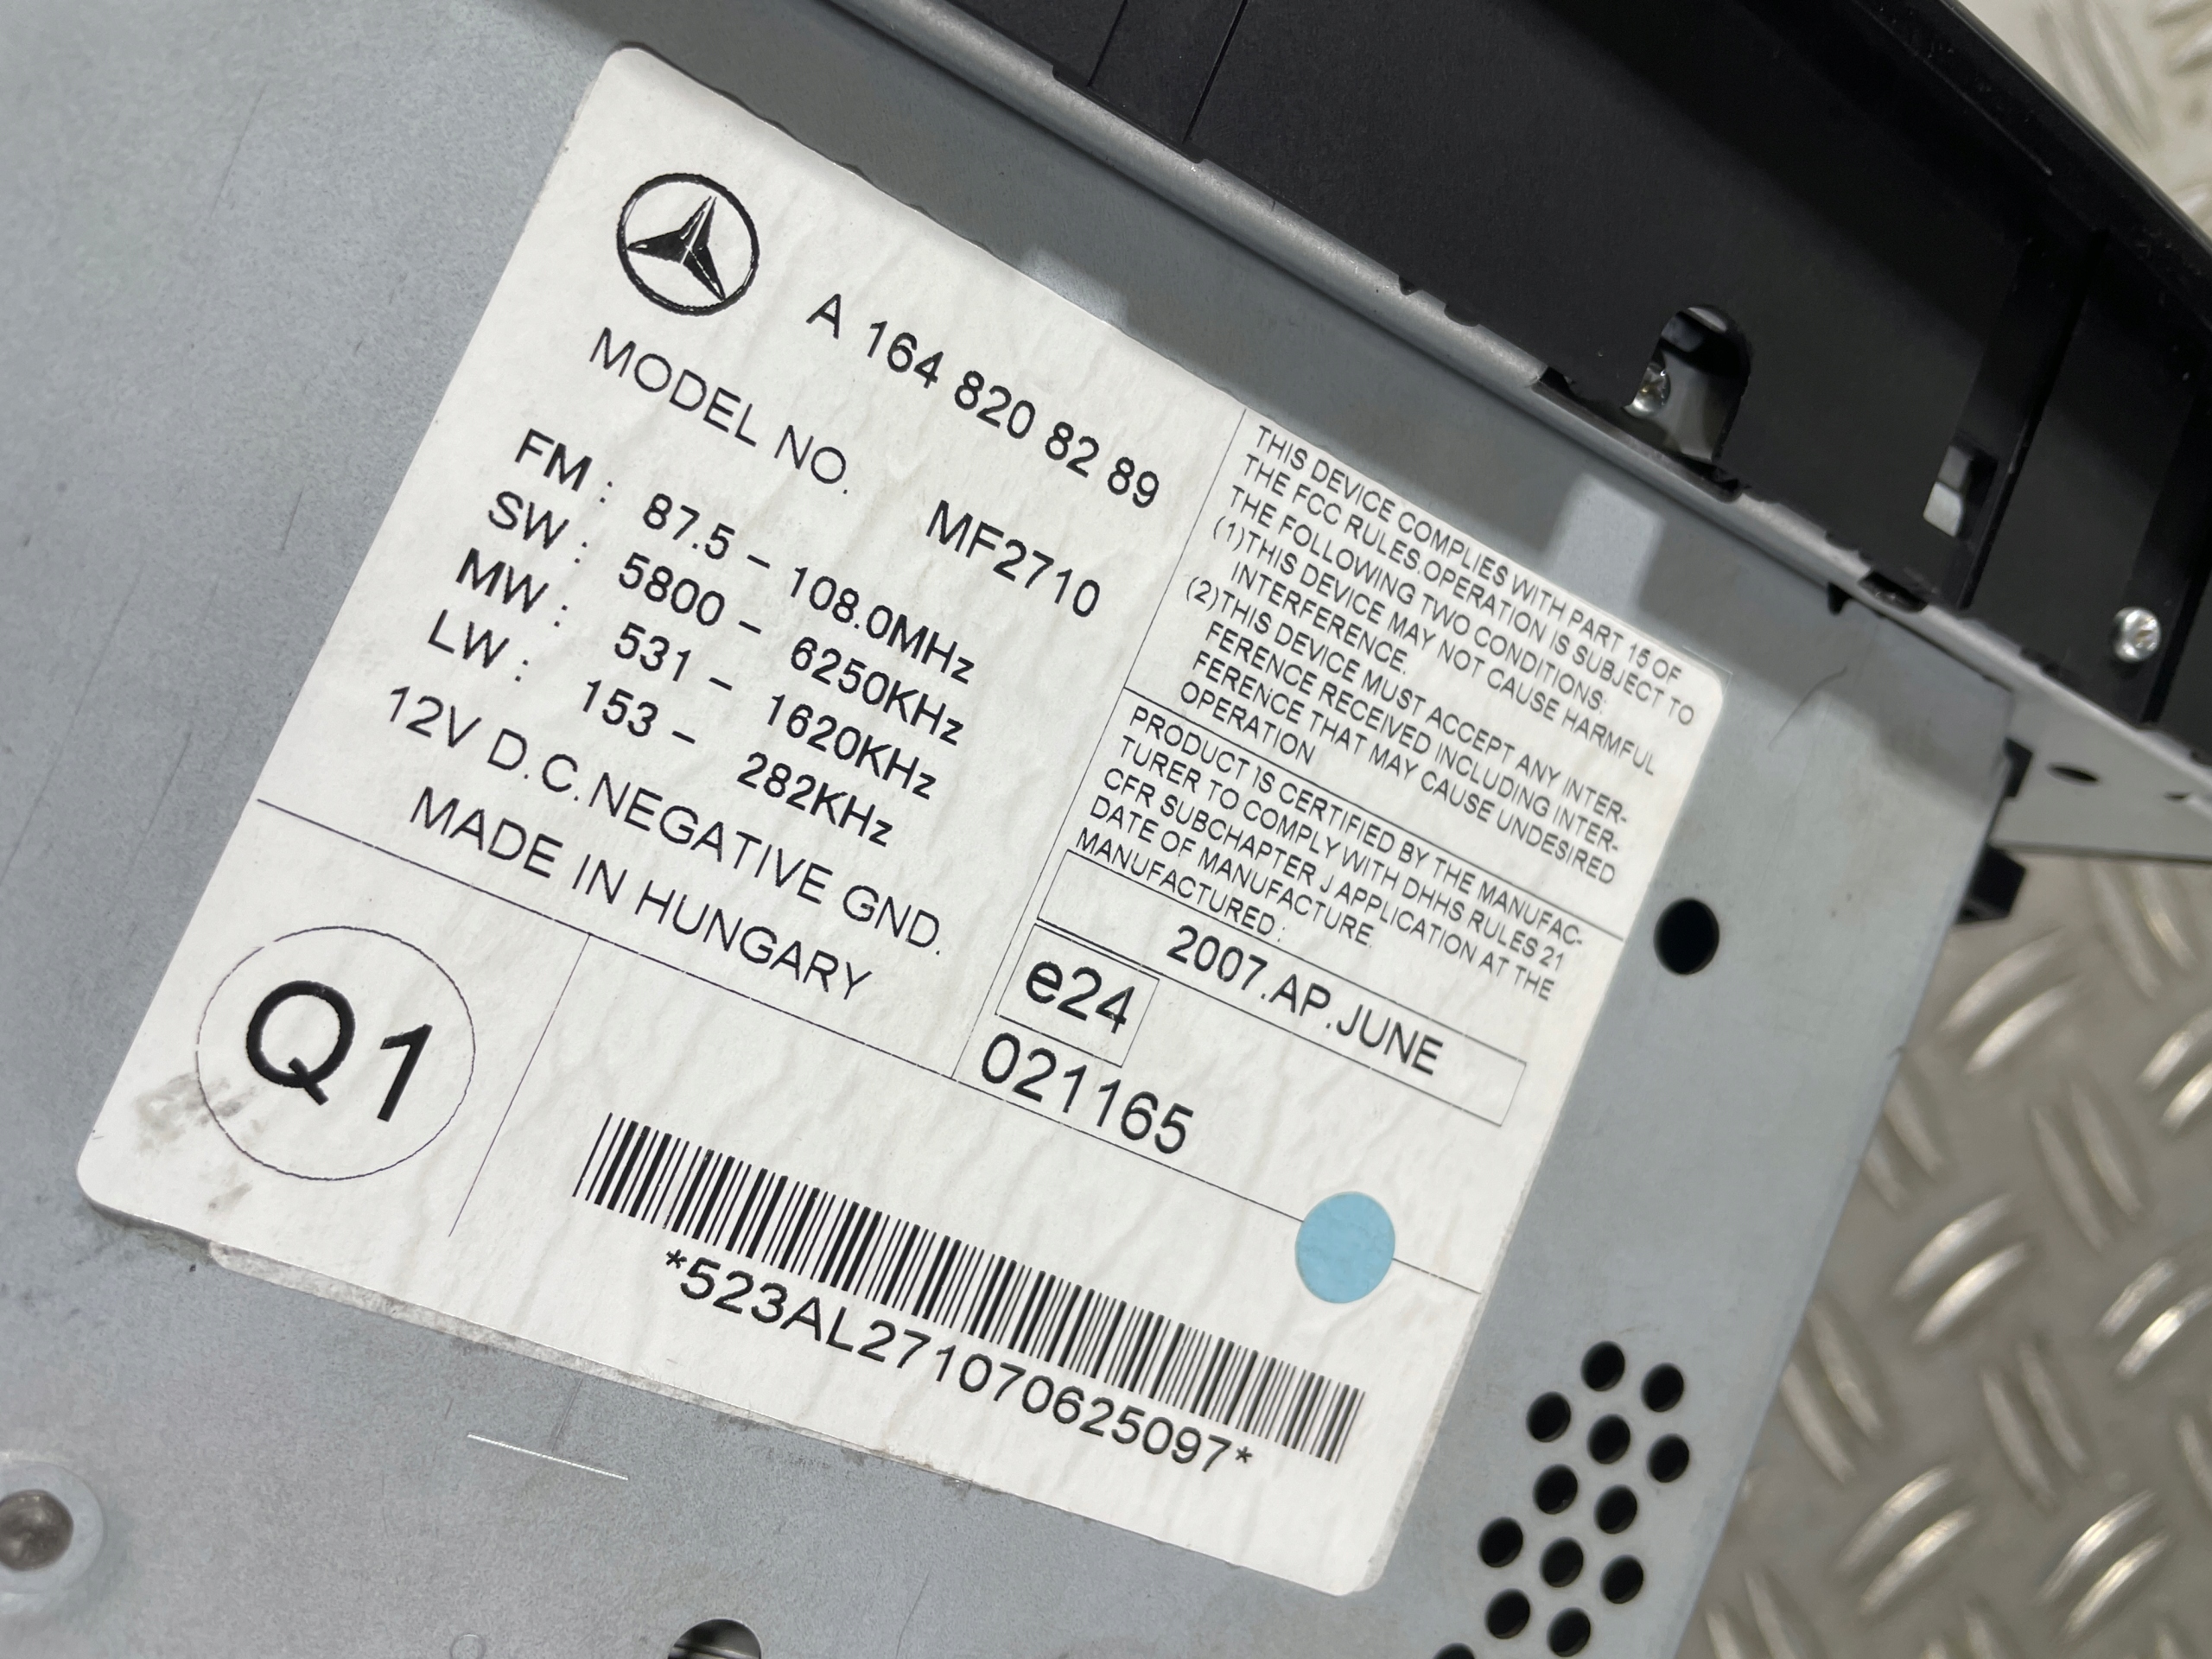 A 164 820 82 89
MODEL NO. MF2710
FM : 87.5 - 108.0MHz
SW : 5800 - 6250KHz
MW : 531 - 1620KHz
LW : 153 - 282KHz
12V D.C.NEGATIVE GND.
MADE IN HUNGARY
THIS DEVICE COMPLIES WITH PART 15 OF
THE FCC RULES.OPERATION IS SUBJECT TO
THE FOLLOWING TWO CONDITIONS:
(1)THIS DEVICE MAY NOT CAUSE HARMFUL
INTERFERENCE.
(2)THIS DEVICE MUST ACCEPT ANY INTER-
FERENCE RECEIVED INCLUDING INTER-
FERENCE THAT MAY CAUSE UNDESIRED
OPERATION
PRODUCT IS CERTIFIED BY THE MANUFAC-
TURER TO COMPLY WITH DHHS RULES 21
CFR SUBCHAPTER J APPLICATION AT THE
DATE OF MANUFACTURE.
MANUFACTURED :
2007.AP.JUNE
e24
021165
Q1
*523AL271070625097*